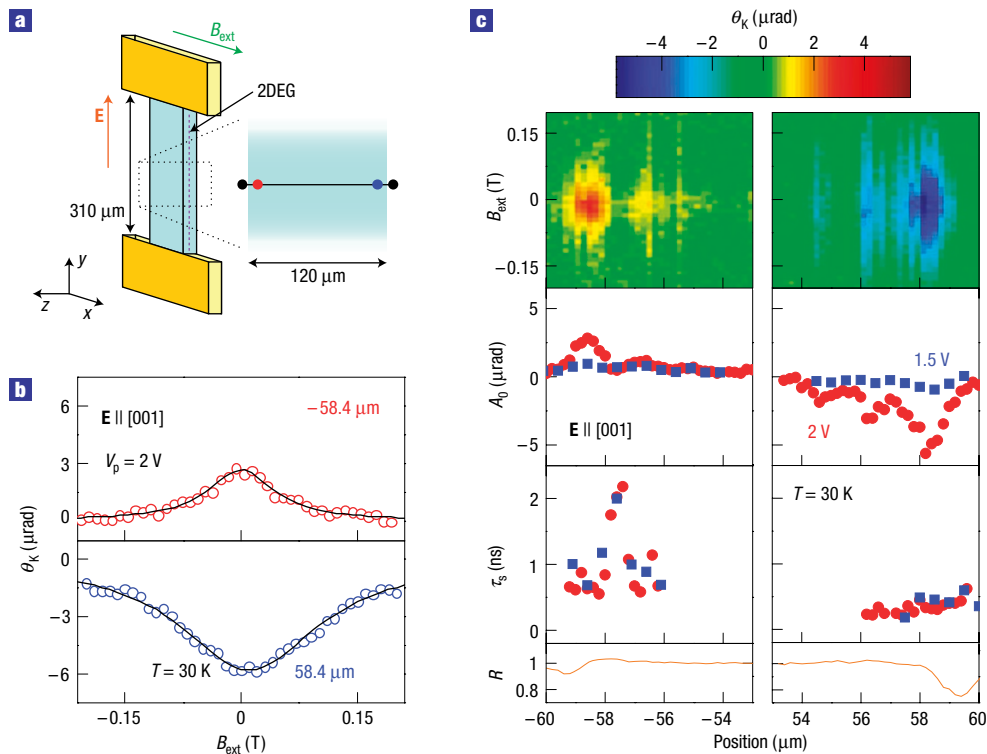 a
B_ext
2DEG
E
310 μm
120 μm
y
z
x
b
6
3
0
E || [001]
−58.4 μm
V_p = 2 V
θ_K (μrad)
0
−3
−6
T = 30 K
58.4 μm
−0.15
0
0.15
B_ext (T)
c
θ_K (μrad)
−4
−2
0
2
4
B_ext (T)
0.15
0
−0.15
A_0 (μrad)
5
0
−5
E || [001]
1.5 V
2 V
τ_s (ns)
2
1
0
T = 30 K
R
1
0.8
−60
−58
−56
−54
54
56
58
60
Position (μm)